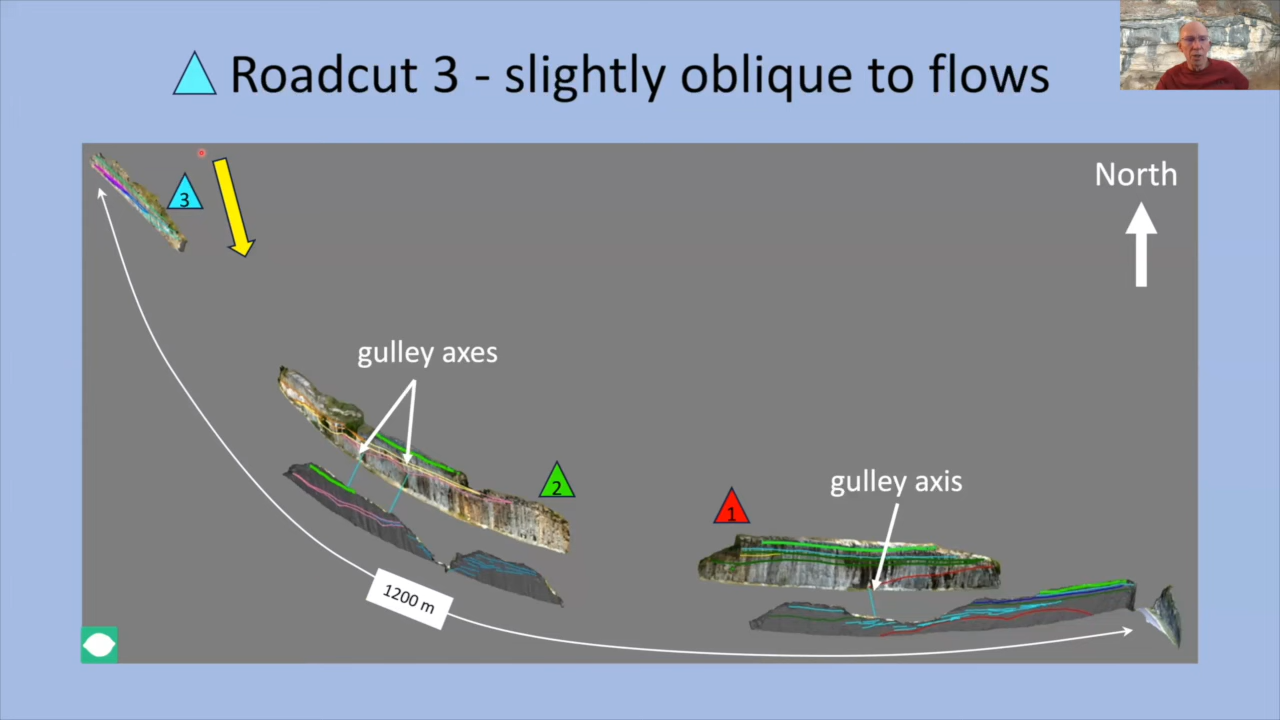 Roadcut 3 - slightly oblique to flows
North
3
gulley axes
2
gulley axis
1
1200 m